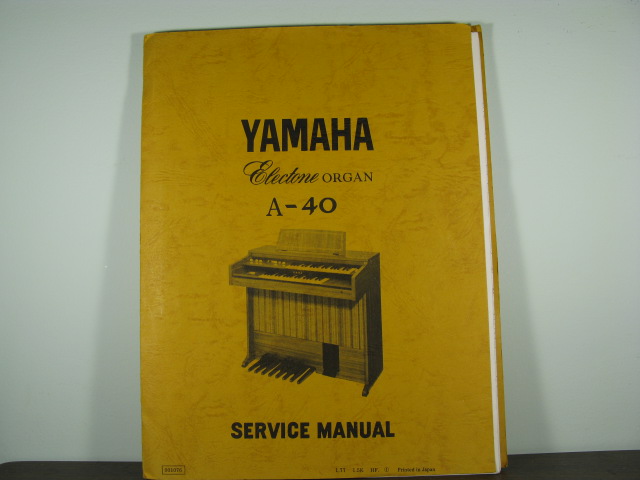 YAMAHA
Electone ORGAN
A-40
SERVICE MANUAL
Printed in Japan